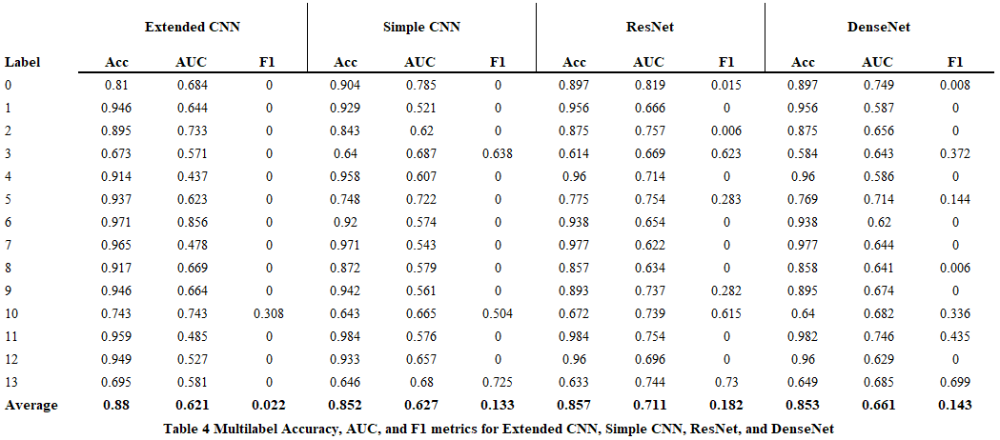 Extended CNN Simple CNN ResNet DenseNet
Label Acc AUC F1 Acc AUC F1 Acc AUC F1 Acc AUC F1
0 0.81 0.684 0 0.904 0.785 0 0.897 0.819 0.015 0.897 0.749 0.008
1 0.946 0.644 0 0.929 0.521 0 0.956 0.666 0 0.956 0.587 0
2 0.895 0.733 0 0.843 0.62 0 0.875 0.757 0.006 0.875 0.656 0
3 0.673 0.571 0 0.64 0.687 0.638 0.614 0.669 0.623 0.584 0.643 0.372
4 0.914 0.437 0 0.958 0.607 0 0.96 0.714 0 0.96 0.586 0
5 0.937 0.623 0 0.748 0.722 0 0.775 0.754 0.283 0.769 0.714 0.144
6 0.971 0.856 0 0.92 0.574 0 0.938 0.654 0 0.938 0.62 0
7 0.965 0.478 0 0.971 0.543 0 0.977 0.622 0 0.977 0.644 0
8 0.917 0.669 0 0.872 0.579 0 0.857 0.634 0 0.858 0.641 0.006
9 0.946 0.664 0 0.942 0.561 0 0.893 0.737 0.282 0.895 0.674 0
10 0.743 0.743 0.308 0.643 0.665 0.504 0.672 0.739 0.615 0.64 0.682 0.336
11 0.959 0.485 0 0.984 0.576 0 0.984 0.754 0 0.982 0.746 0.435
12 0.949 0.527 0 0.933 0.657 0 0.96 0.696 0 0.96 0.629 0
13 0.695 0.581 0 0.646 0.68 0.725 0.633 0.744 0.73 0.649 0.685 0.699
Average 0.88 0.621 0.022 0.852 0.627 0.133 0.857 0.711 0.182 0.853 0.661 0.143
Table 4 Multilabel Accuracy, AUC, and F1 metrics for Extended CNN, Simple CNN, ResNet, and DenseNet